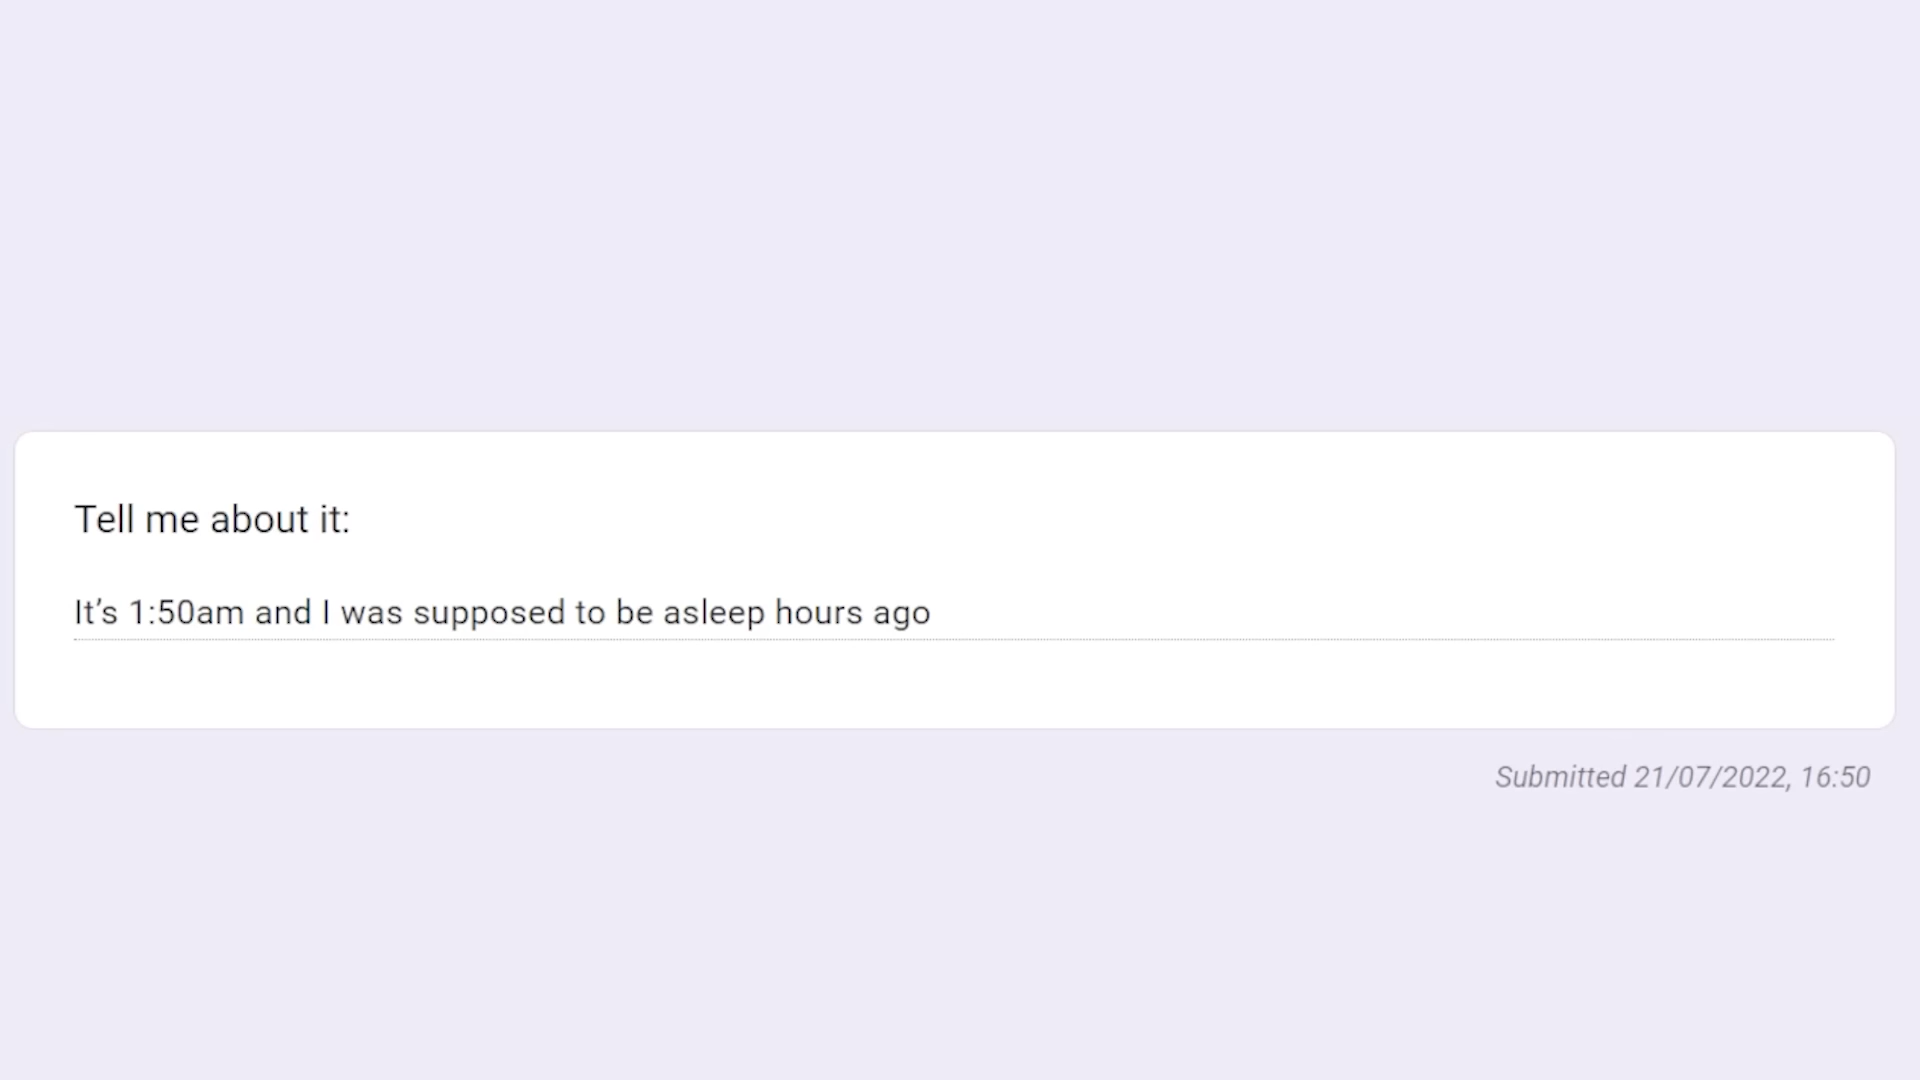 Tell me about it:
It’s 1:50am and I was supposed to be asleep hours ago
Submitted 21/07/2022, 16:50